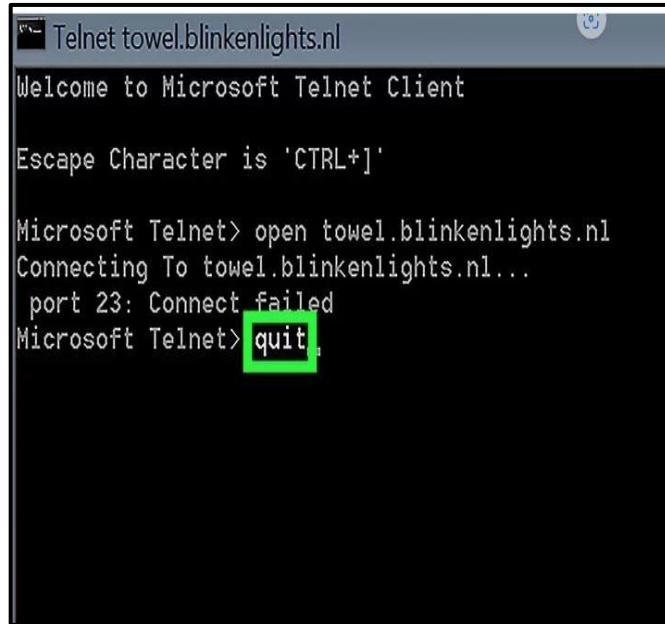 Telnet towel.blinkenlights.nl
Welcome to Microsoft Telnet Client
Escape Character is 'CTRL+]'
Microsoft Telnet> open towel.blinkenlights.nl
Connecting To towel.blinkenlights.nl...
port 23: Connect failed
Microsoft Telnet> quit